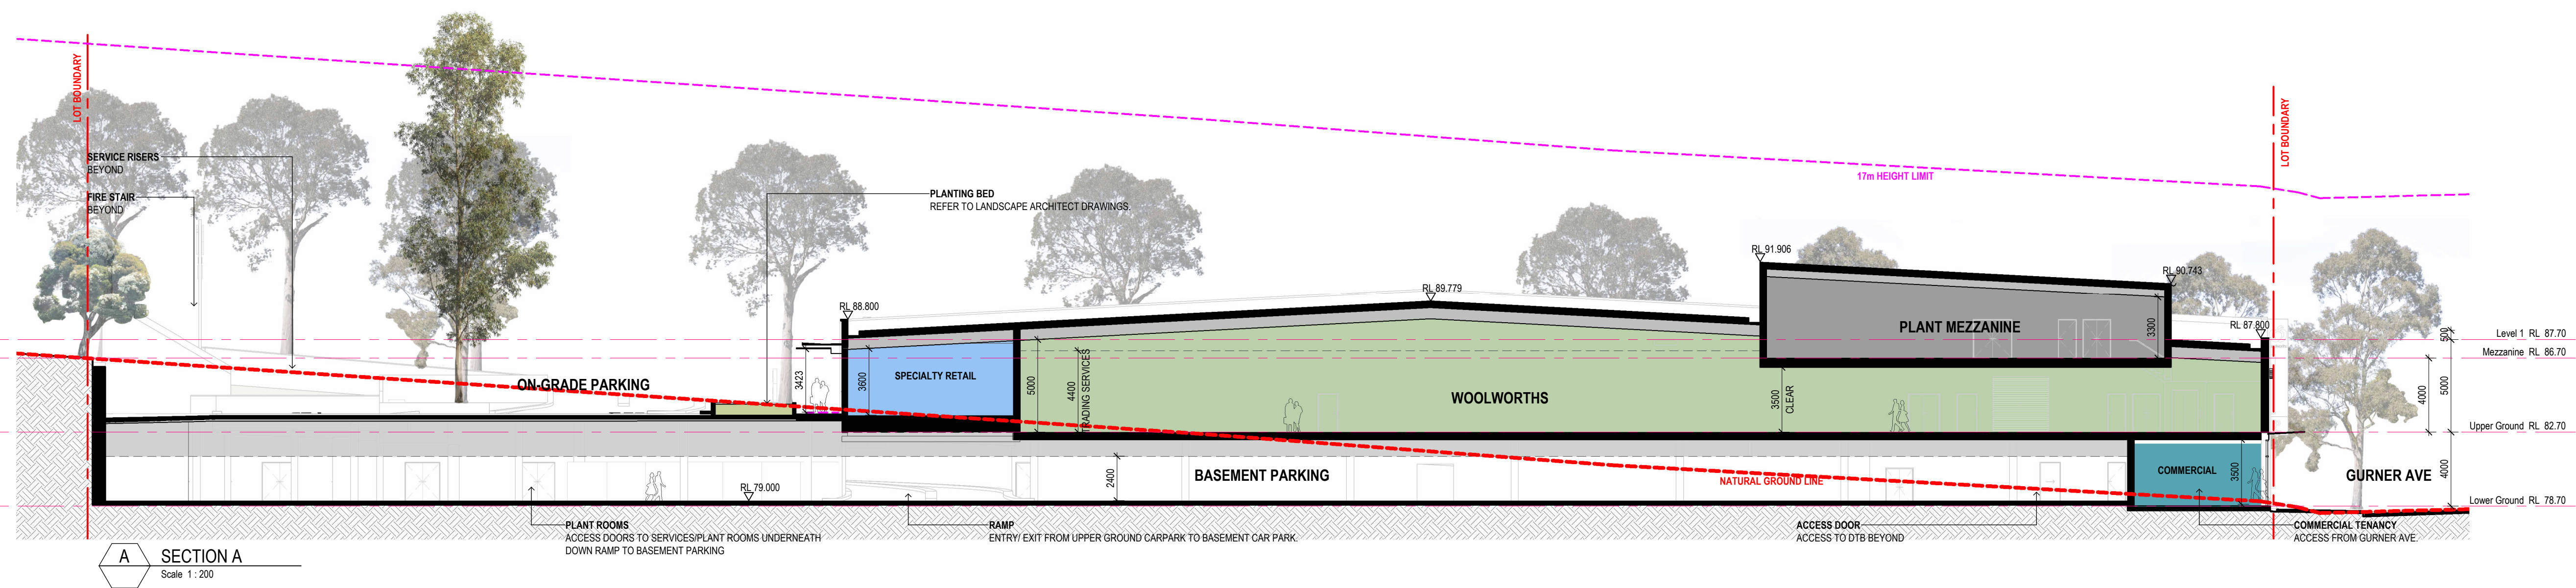 LOT BOUNDARY
SERVICE RISERS
BEYOND
FIRE STAIR
BEYOND
PLANTING BED
REFER TO LANDSCAPE ARCHITECT DRAWINGS.
17m HEIGHT LIMIT
LOT BOUNDARY
RL 88.800
RL 89.779
RL 91.906
RL 90.743
RL 87.800
500
Level 1 RL 87.70
Mezzanine RL 86.70
ON-GRADE PARKING
3423
3600
SPECIALTY RETAIL
5000
4400
TRADING SERVICES
WOOLWORTHS
3500
CLEAR
PLANT MEZZANINE
3300
4000
5000
Upper Ground RL 82.70
RL 79.000
2400
BASEMENT PARKING
NATURAL GROUND LINE
COMMERCIAL
3500
GURNER AVE
4000
Lower Ground RL 78.70
PLANT ROOMS
ACCESS DOORS TO SERVICES/PLANT ROOMS UNDERNEATH
DOWN RAMP TO BASEMENT PARKING
RAMP
ENTRY/ EXIT FROM UPPER GROUND CARPARK TO BASEMENT CAR PARK.
ACCESS DOOR
ACCESS TO DTB BEYOND
COMMERCIAL TENANCY
ACCESS FROM GURNER AVE.
A
SECTION A
Scale 1 : 200